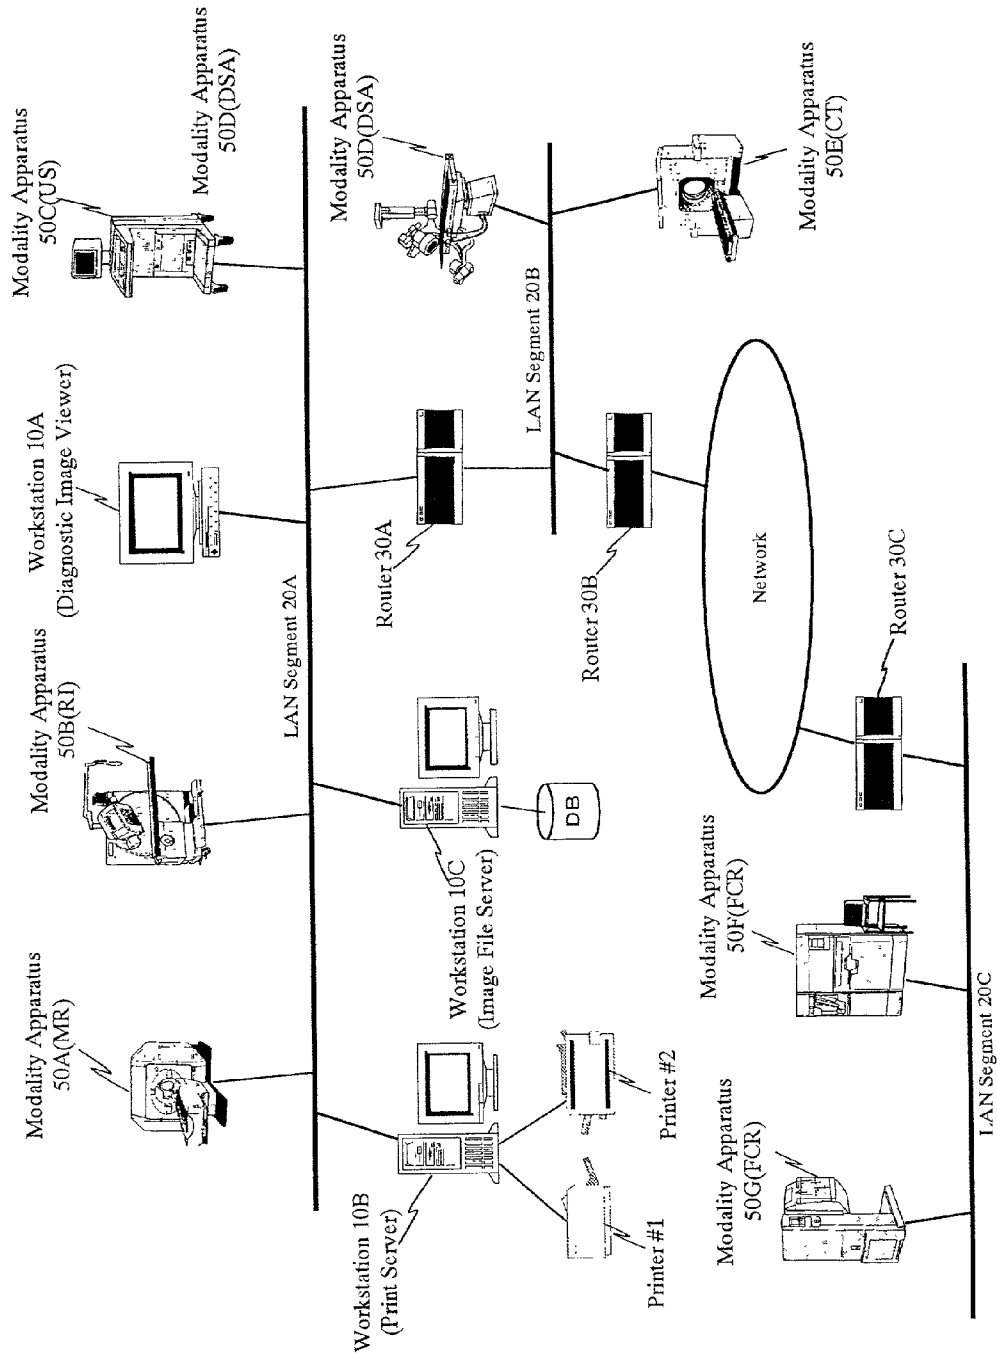 Modality Apparatus
50A(MR)
Modality Apparatus
50B(RI)
Workstation 10A
(Diagnostic Image Viewer)
Modality Apparatus
50C(US)
Modality Apparatus
50D(DSA)
LAN Segment 20A
Workstation 10B
(Print Server)
Printer #1
Printer #2
Workstation 10C
(Image File Server)
DB
Router 30A
Modality Apparatus
50D(DSA)
LAN Segment 20B
Router 30B
Modality Apparatus
50E(CT)
Network
Modality Apparatus
50G(FCR)
Modality Apparatus
50F(FCR)
Router 30C
LAN Segment 20C